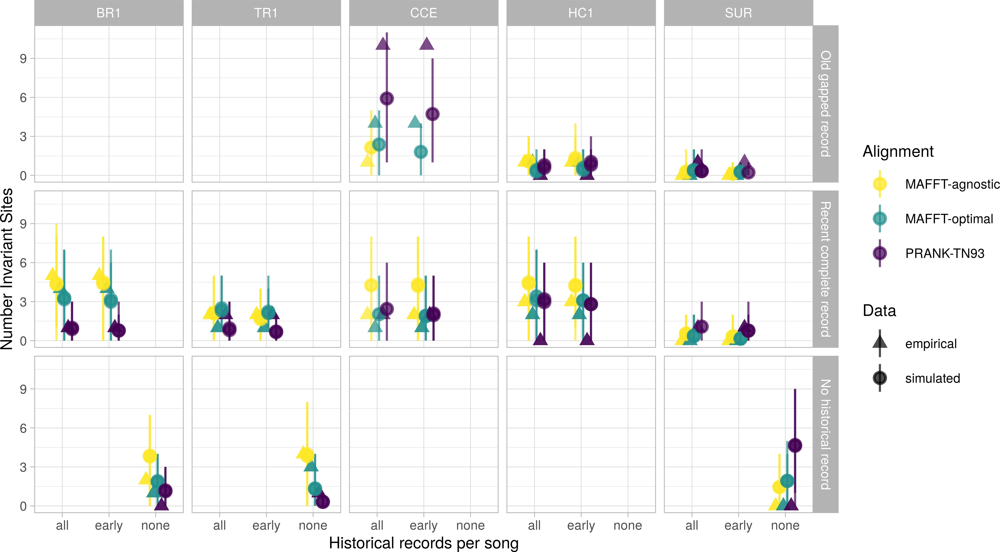 BR1 TR1 CCE HC1 SUR
Number Invariant Sites
9
6
3
0
Old gapped record
9
6
3
0
Recent complete record
9
6
3
0
No historical record
all early none all early none all early none all early none all early none
Historical records per song
Alignment
MAFFT-agnostic
MAFFT-optimal
PRANK-TN93
Data
empirical
simulated